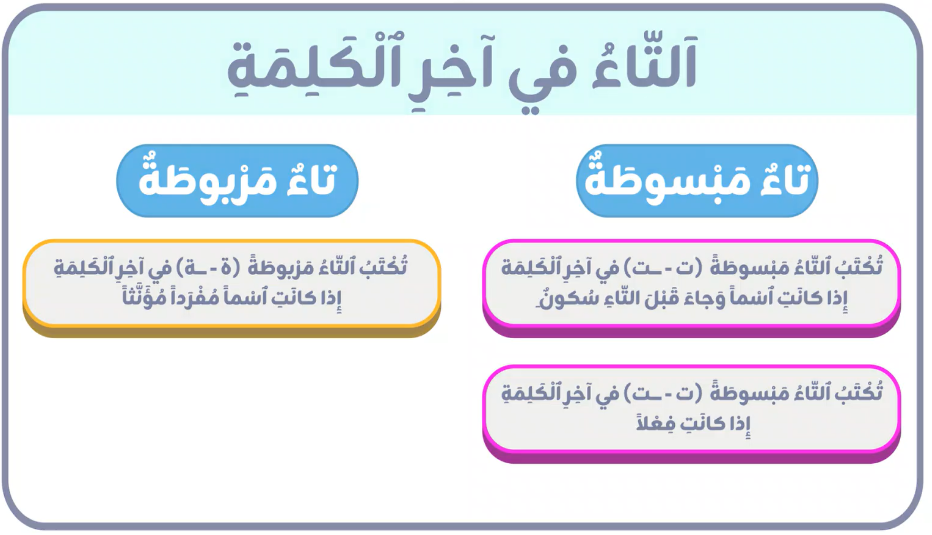 اَلتّاءُ في آخِرِ ٱلْكَلِمَةِ
تاءٌ مَبْسوطَةٌ
تُكْتَبُ ٱلتّاءُ مَبْسوطَةً (ت - ـت) في آخِرِ ٱلْكَلِمَةِ
إِذا كانَتِ ٱسْماً وَجاءَ قَبْلَ التّاءِ سُكونٌ.
تُكْتَبُ ٱلتّاءُ مَبْسوطَةً (ت - ـت) في آخِرِ ٱلْكَلِمَةِ
إِذا كانَتِ فِعْلاً
تاءٌ مَرْبوطَةٌ
تُكْتَبُ ٱلتّاءُ مَرْبوطَةً (ة - ـة) في آخِرِ ٱلْكَلِمَةِ
إِذا كانَتِ ٱسْماً مُفْرَداً مُؤَنَّثاً